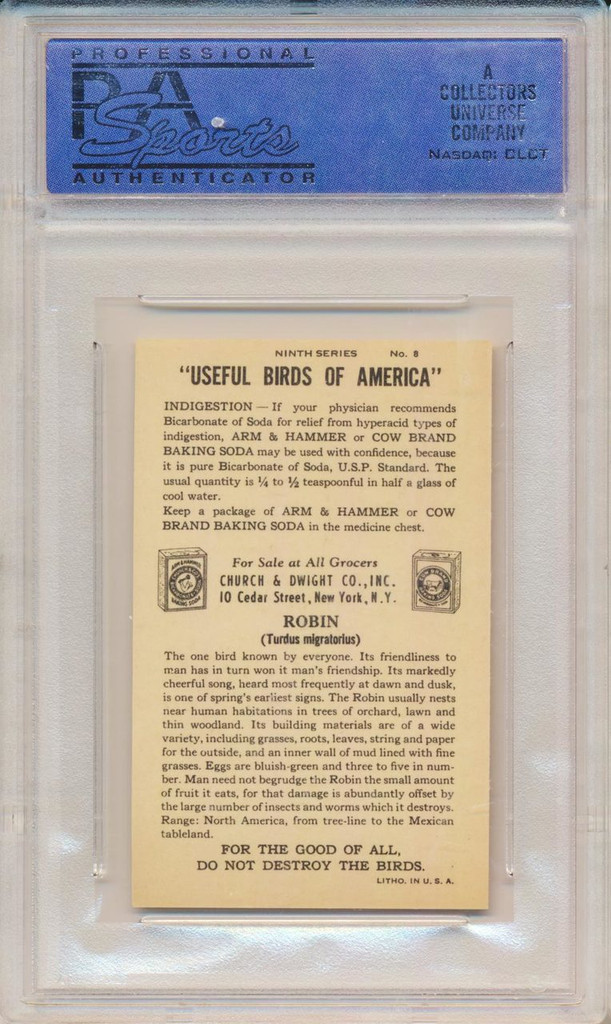 PROFESSIONAL
PSA
Sports
AUTHENTICATOR
A
COLLECTORS
UNIVERSE
COMPANY
NASDAQ: CLCT
NINTH SERIES No. 8
"USEFUL BIRDS OF AMERICA"
INDIGESTION — If your physician recommends
Bicarbonate of Soda for relief from hyperacid types of
indigestion, ARM & HAMMER or COW BRAND
BAKING SODA may be used with confidence, because
it is pure Bicarbonate of Soda, U.S.P. Standard. The
usual quantity is ¼ to ½ teaspoonful in half a glass of
cool water.
Keep a package of ARM & HAMMER or COW
BRAND BAKING SODA in the medicine chest.
For Sale at All Grocers
CHURCH & DWIGHT CO., INC.
10 Cedar Street, New York, N.Y.
ARM & HAMMER
BAKING SODA
COW BRAND
ROBIN
(Turdus migratorius)
The one bird known by everyone. Its friendliness to
man has in turn won it man's friendship. Its markedly
cheerful song, heard most frequently at dawn and dusk,
is one of spring's earliest signs. The Robin usually nests
near human habitations in trees of orchard, lawn and
thin woodland. Its building materials are of a wide
variety, including grasses, roots, leaves, string and paper
for the outside, and an inner wall of mud lined with fine
grasses. Eggs are bluish-green and three to five in num-
ber. Man need not begrudge the Robin the small amount
of fruit it eats, for that damage is abundantly offset by
the large number of insects and worms which it destroys.
Range: North America, from tree-line to the Mexican
tableland.
FOR THE GOOD OF ALL,
DO NOT DESTROY THE BIRDS.
LITHO. IN U. S. A.